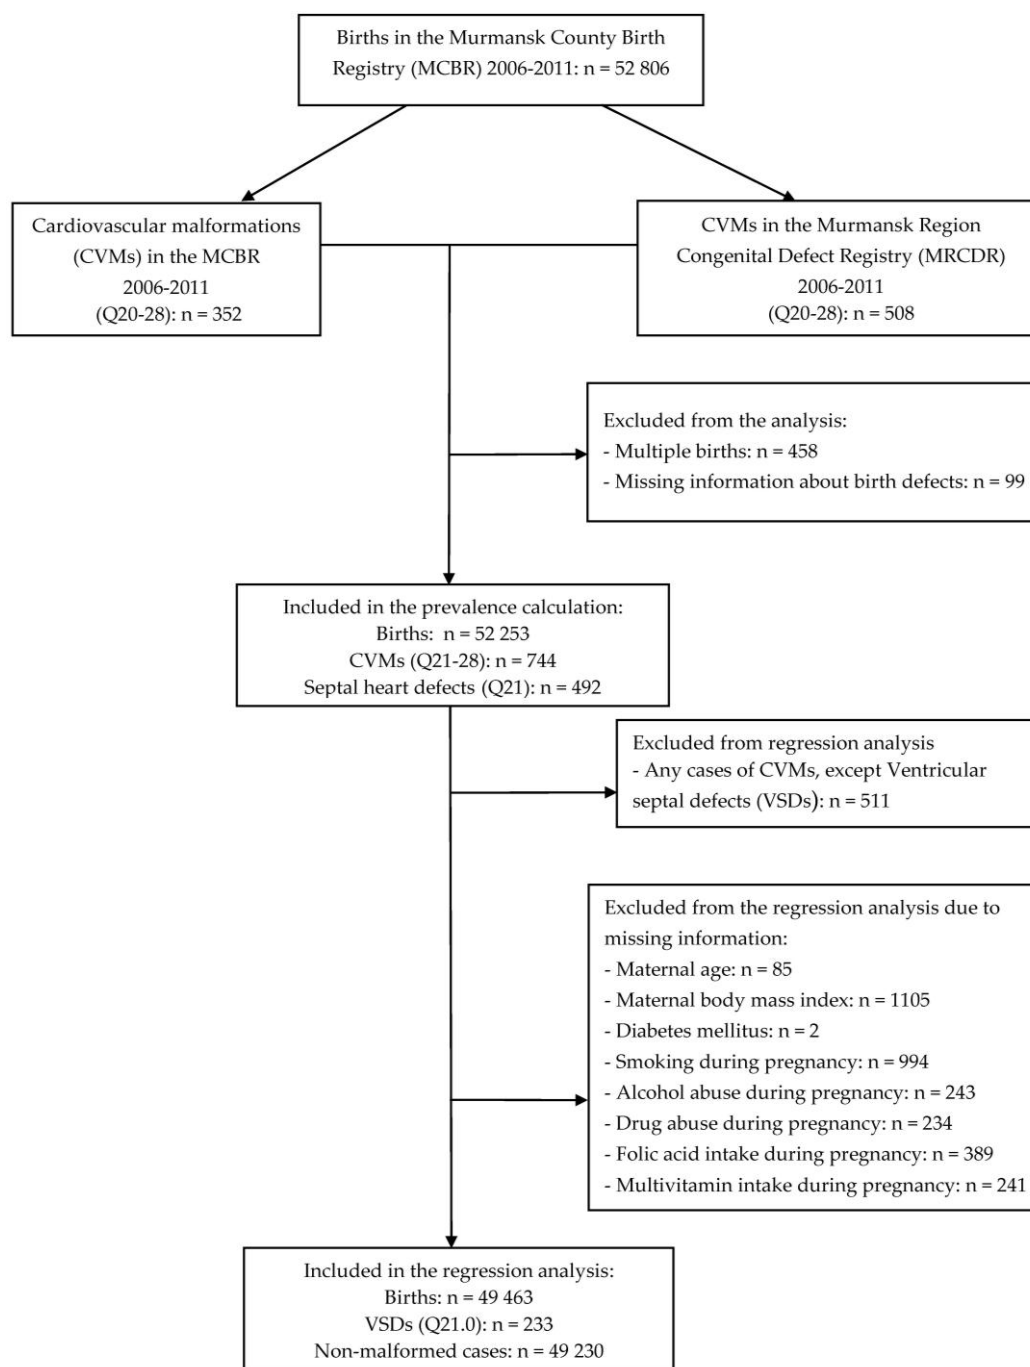 Births in the Murmansk County Birth
Registry (MCBR) 2006-2011: n = 52 806
Cardiovascular malformations
(CVMs) in the MCBR
2006-2011
(Q20-28): n = 352
CVMs in the Murmansk Region
Congenital Defect Registry (MRCDR)
2006-2011
(Q20-28): n = 508
Excluded from the analysis:
- Multiple births: n = 458
- Missing information about birth defects: n = 99
Included in the prevalence calculation:
Births: n = 52 253
CVMs (Q21-28): n = 744
Septal heart defects (Q21): n = 492
Excluded from regression analysis
- Any cases of CVMs, except Ventricular
septal defects (VSDs): n = 511
Excluded from the regression analysis due to
missing information:
- Maternal age: n = 85
- Maternal body mass index: n = 1105
- Diabetes mellitus: n = 2
- Smoking during pregnancy: n = 994
- Alcohol abuse during pregnancy: n = 243
- Drug abuse during pregnancy: n = 234
- Folic acid intake during pregnancy: n = 389
- Multivitamin intake during pregnancy: n = 241
Included in the regression analysis:
Births: n = 49 463
VSDs (Q21.0): n = 233
Non-malformed cases: n = 49 230